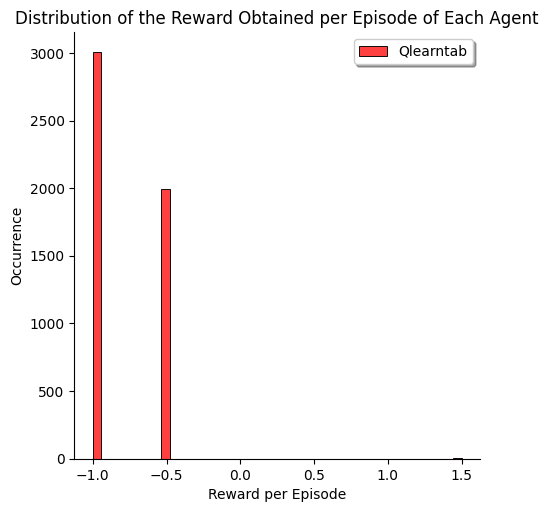 Distribution of the Reward Obtained per Episode of Each Agent
Qlearntab
3000
2500
2000
1500
1000
500
0
Occurrence
−1.0 −0.5 0.0 0.5 1.0 1.5
Reward per Episode